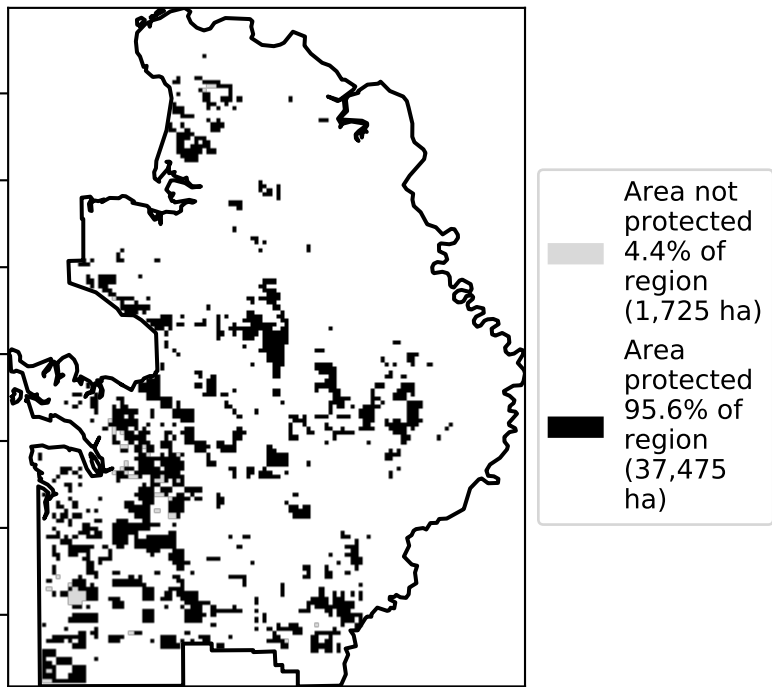 Area not
protected
4.4% of
region
(1,725 ha)
Area
protected
95.6% of
region
(37,475
ha)